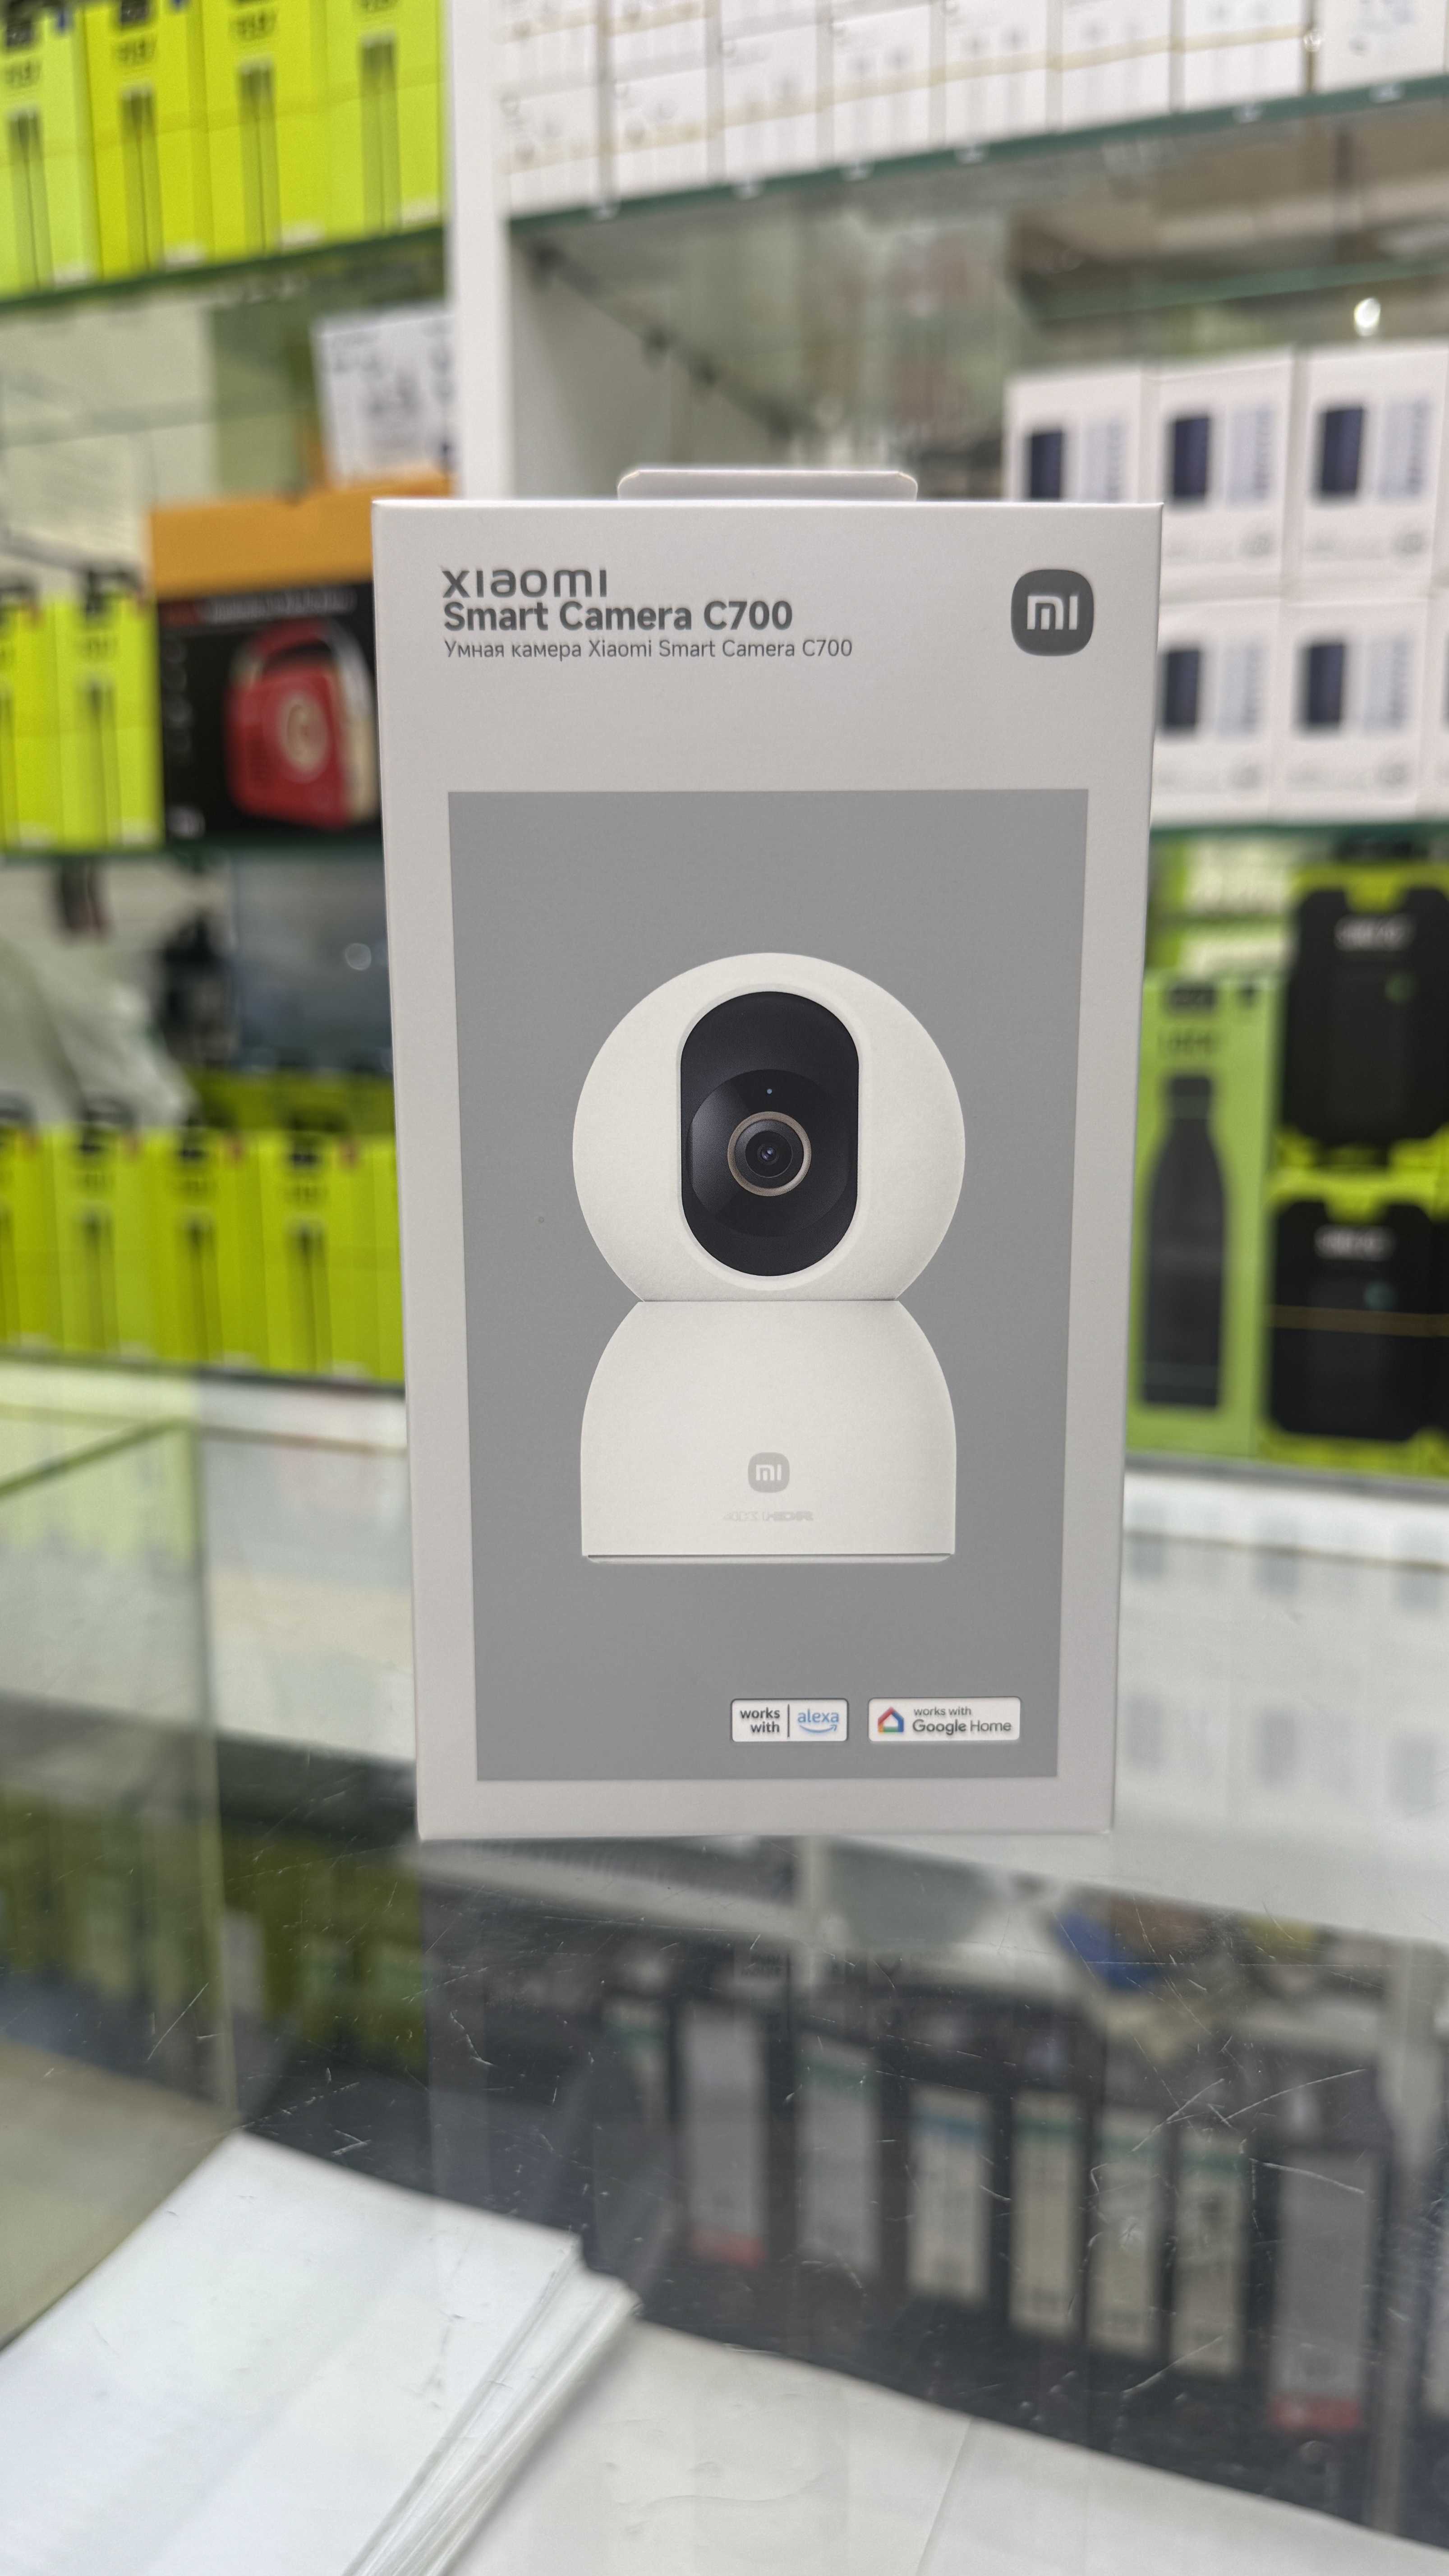 xiaomi
Smart Camera C700
Умная камера Xiaomi Smart Camera C700
mi
mi
works with
alexa
works with
Google Home